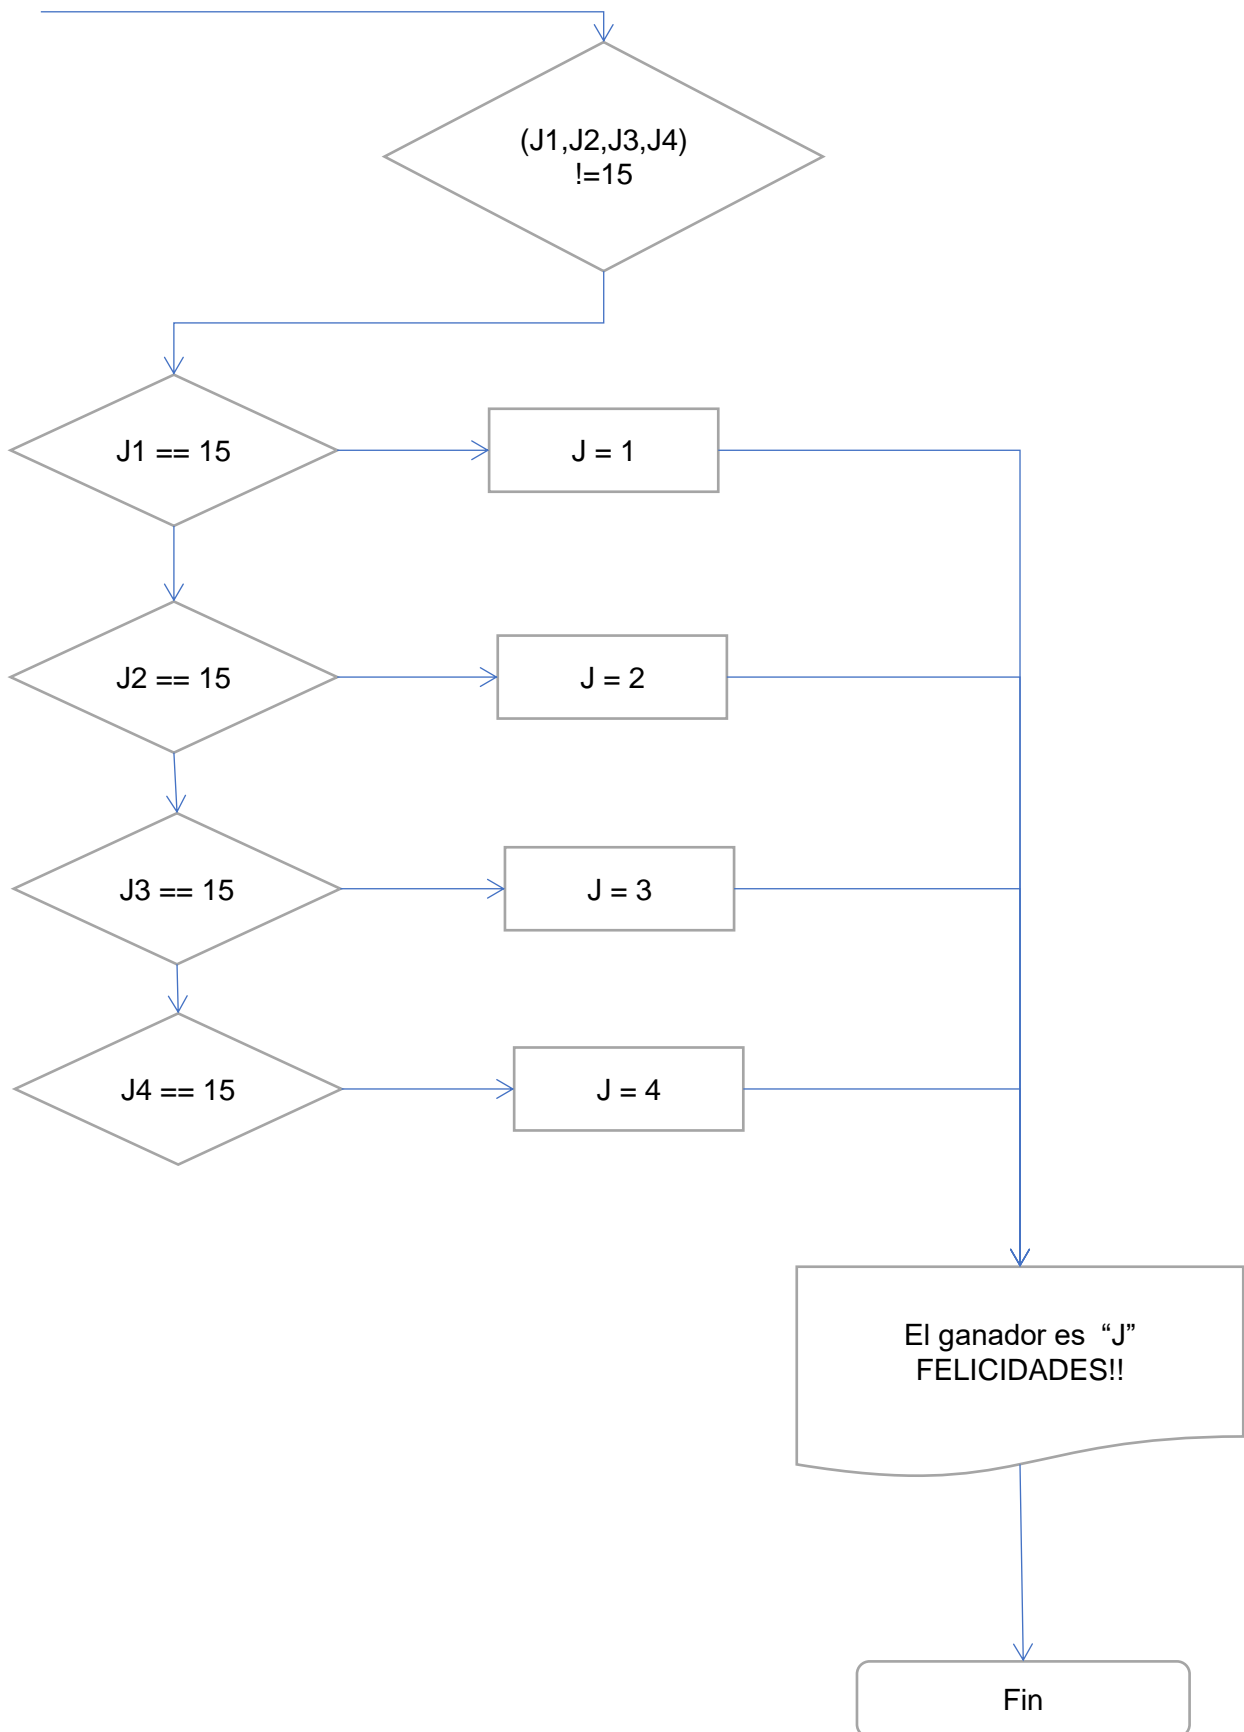 (J1,J2,J3,J4)
!=15
J1 == 15
J = 1
J2 == 15
J = 2
J3 == 15
J = 3
J4 == 15
J = 4
El ganador es “J”
FELICIDADES!!
Fin